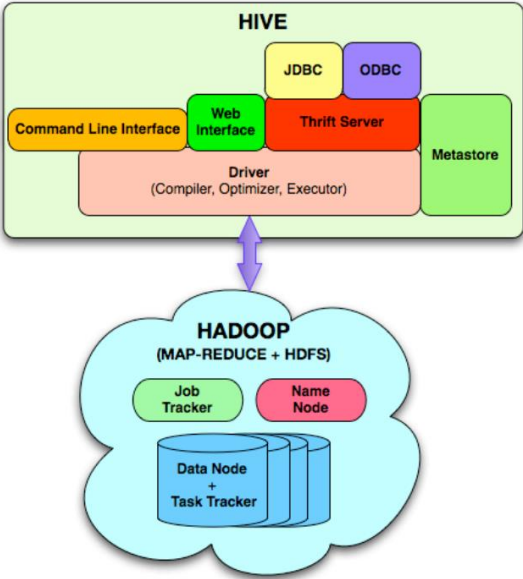 HIVE
JDBC
ODBC
Command Line Interface
Web
Interface
Thrift Server
Metastore
Driver
(Compiler, Optimizer, Executor)
HADOOP
(MAP-REDUCE + HDFS)
Job
Tracker
Name
Node
Data Node
+
Task Tracker